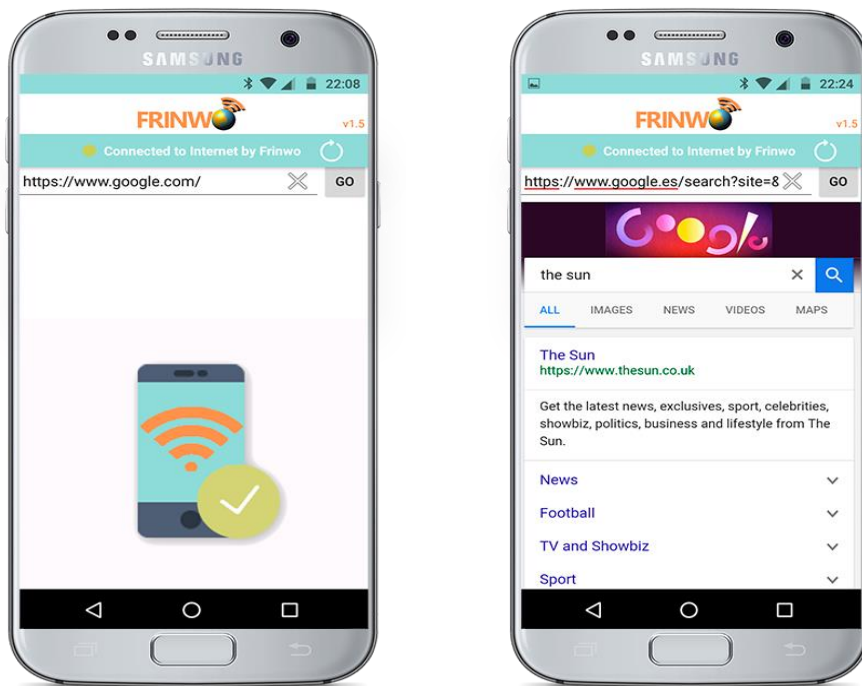 SAMSUNG
22:08
FRINWO
v1.5
Connected to Internet by Frinwo
https://www.google.com/
GO
SAMSUNG
22:24
FRINWO
v1.5
Connected to Internet by Frinwo
https://www.google.es/search?site=&
GO
Google
the sun
ALL IMAGES NEWS VIDEOS MAPS
The Sun
https://www.thesun.co.uk
Get the latest news, exclusives, sport, celebrities,
showbiz, politics, business and lifestyle from The
Sun.
News
Football
TV and Showbiz
Sport